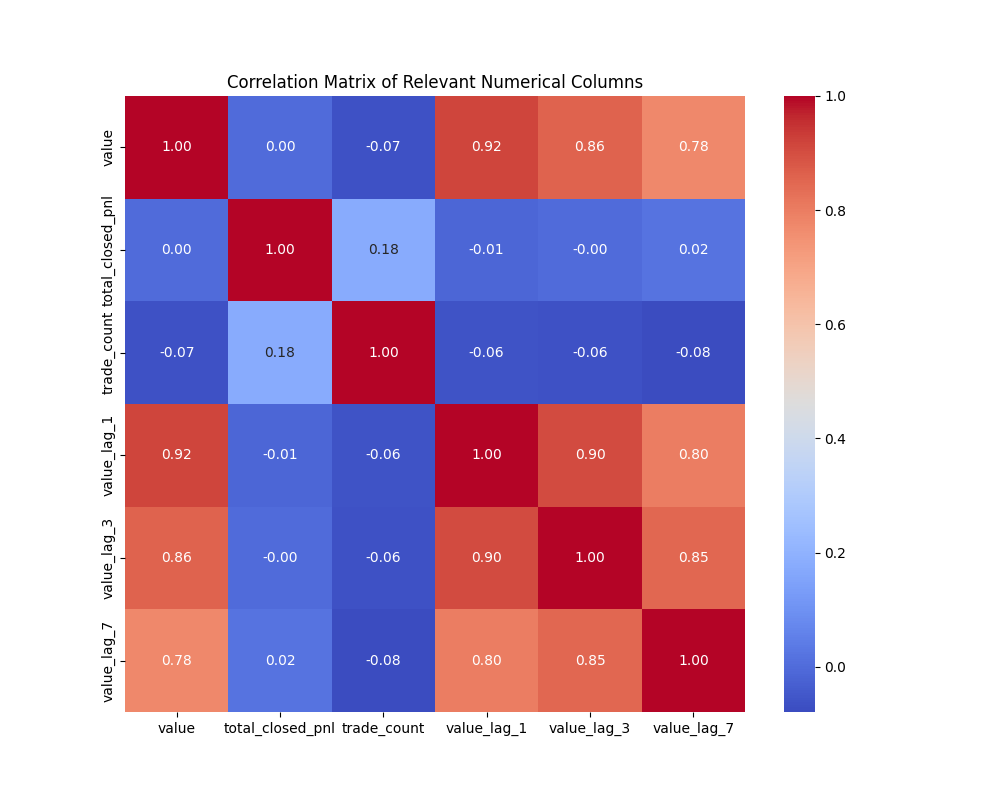 Correlation Matrix of Relevant Numerical Columns
value 1.00 0.00 -0.07 0.92 0.86 0.78
total_closed_pnl 0.00 1.00 0.18 -0.01 -0.00 0.02
trade_count -0.07 0.18 1.00 -0.06 -0.06 -0.08
value_lag_1 0.92 -0.01 -0.06 1.00 0.90 0.80
value_lag_3 0.86 -0.00 -0.06 0.90 1.00 0.85
value_lag_7 0.78 0.02 -0.08 0.80 0.85 1.00
value total_closed_pnl trade_count value_lag_1 value_lag_3 value_lag_7
1.0
0.8
0.6
0.4
0.2
0.0